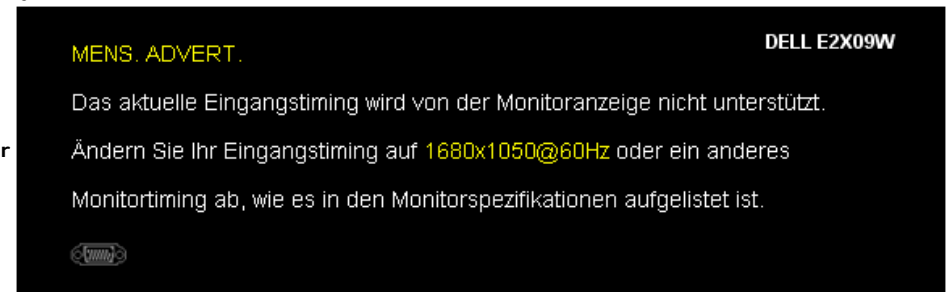 DELL E2X09W
MENS. ADVERT.
Das aktuelle Eingangstiming wird von der Monitoranzeige nicht unterstützt.
Ändern Sie Ihr Eingangstiming auf 1680x1050@60Hz oder ein anderes
Monitortiming ab, wie es in den Monitorspezifikationen aufgelistet ist.
r